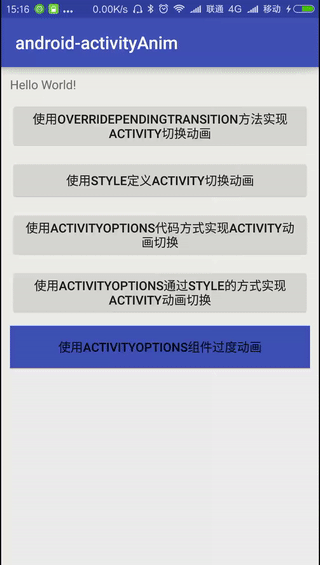 15:16 ... 0.00K/s 联通 4G 移动
android-activityAnim
Hello World!
使用OVERRIDEPENDINGTRANSITION方法实现
ACTIVITY切换动画
使用STYLE定义ACTIVITY切换动画
使用ACTIVITYOPTIONS代码方式实现ACTIVITY动
画切换
使用ACTIVITYOPTIONS通过STYLE的方式实现
ACTIVITY动画切换
使用ACTIVITYOPTIONS组件过度动画